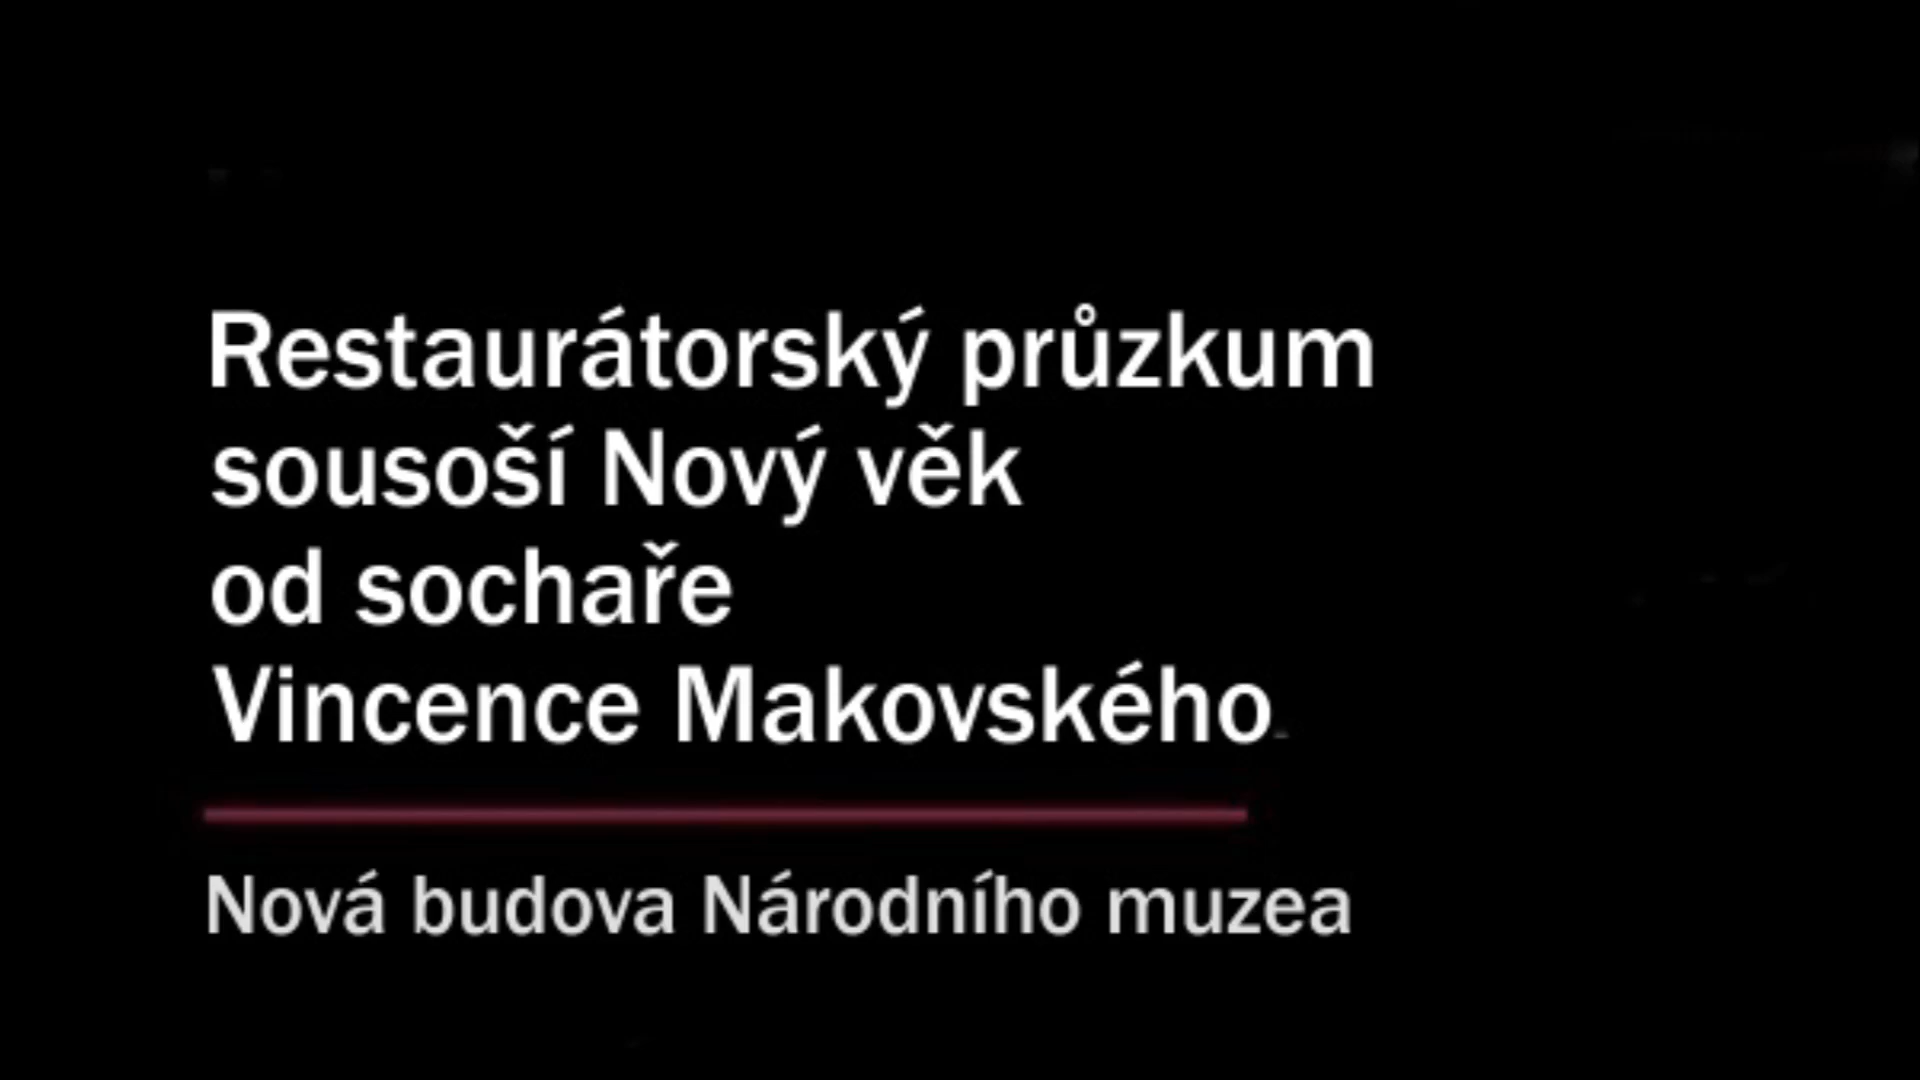 Restaurátorský průzkum
sousoší Nový věk
od sochaře
Vincence Makovského
Nová budova Národního muzea